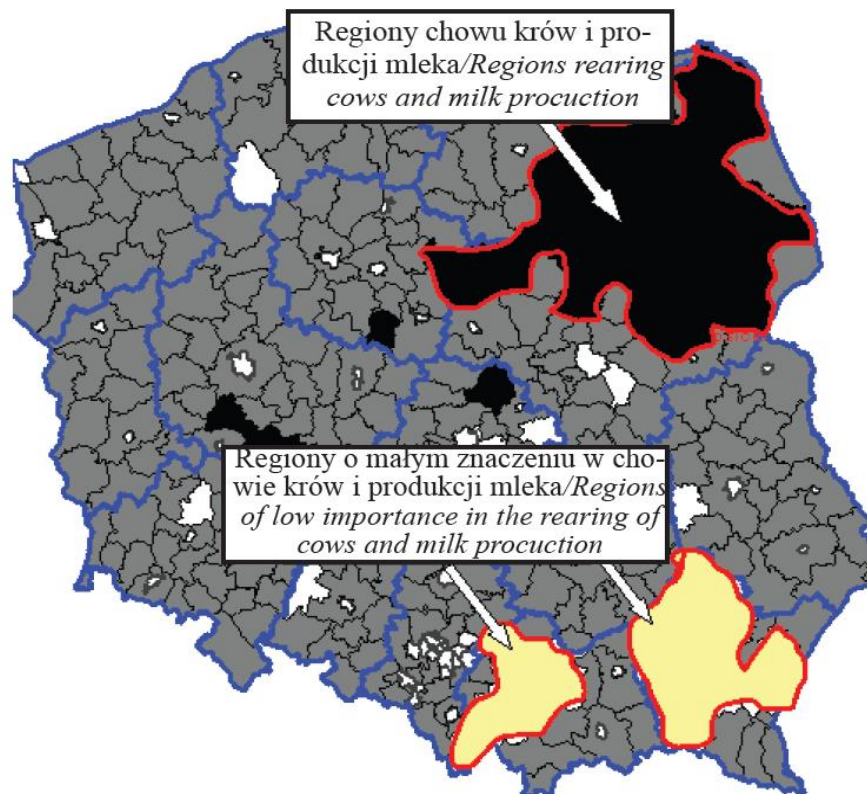 Regiony chowu krów i pro-
dukcji mleka/Regions rearing
cows and milk procuction
Regiony o małym znaczeniu w cho-
wie krów i produkcji mleka/Regions
of low importance in the rearing of
cows and milk procuction